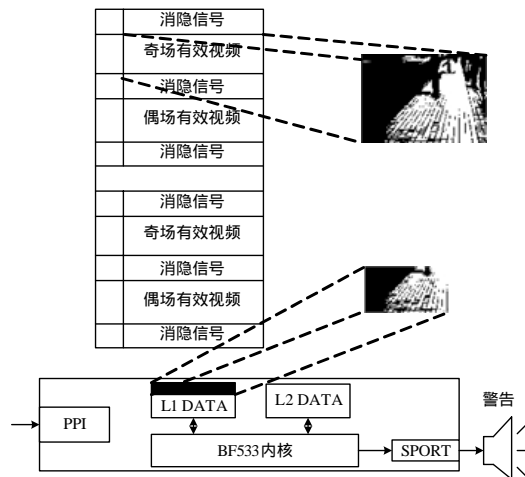 消隐信号
奇场有效视频
消隐信号
偶场有效视频
消隐信号
消隐信号
奇场有效视频
消隐信号
偶场有效视频
消隐信号
L1 DATA
L2 DATA
警告
PPI
BF533内核
SPORT